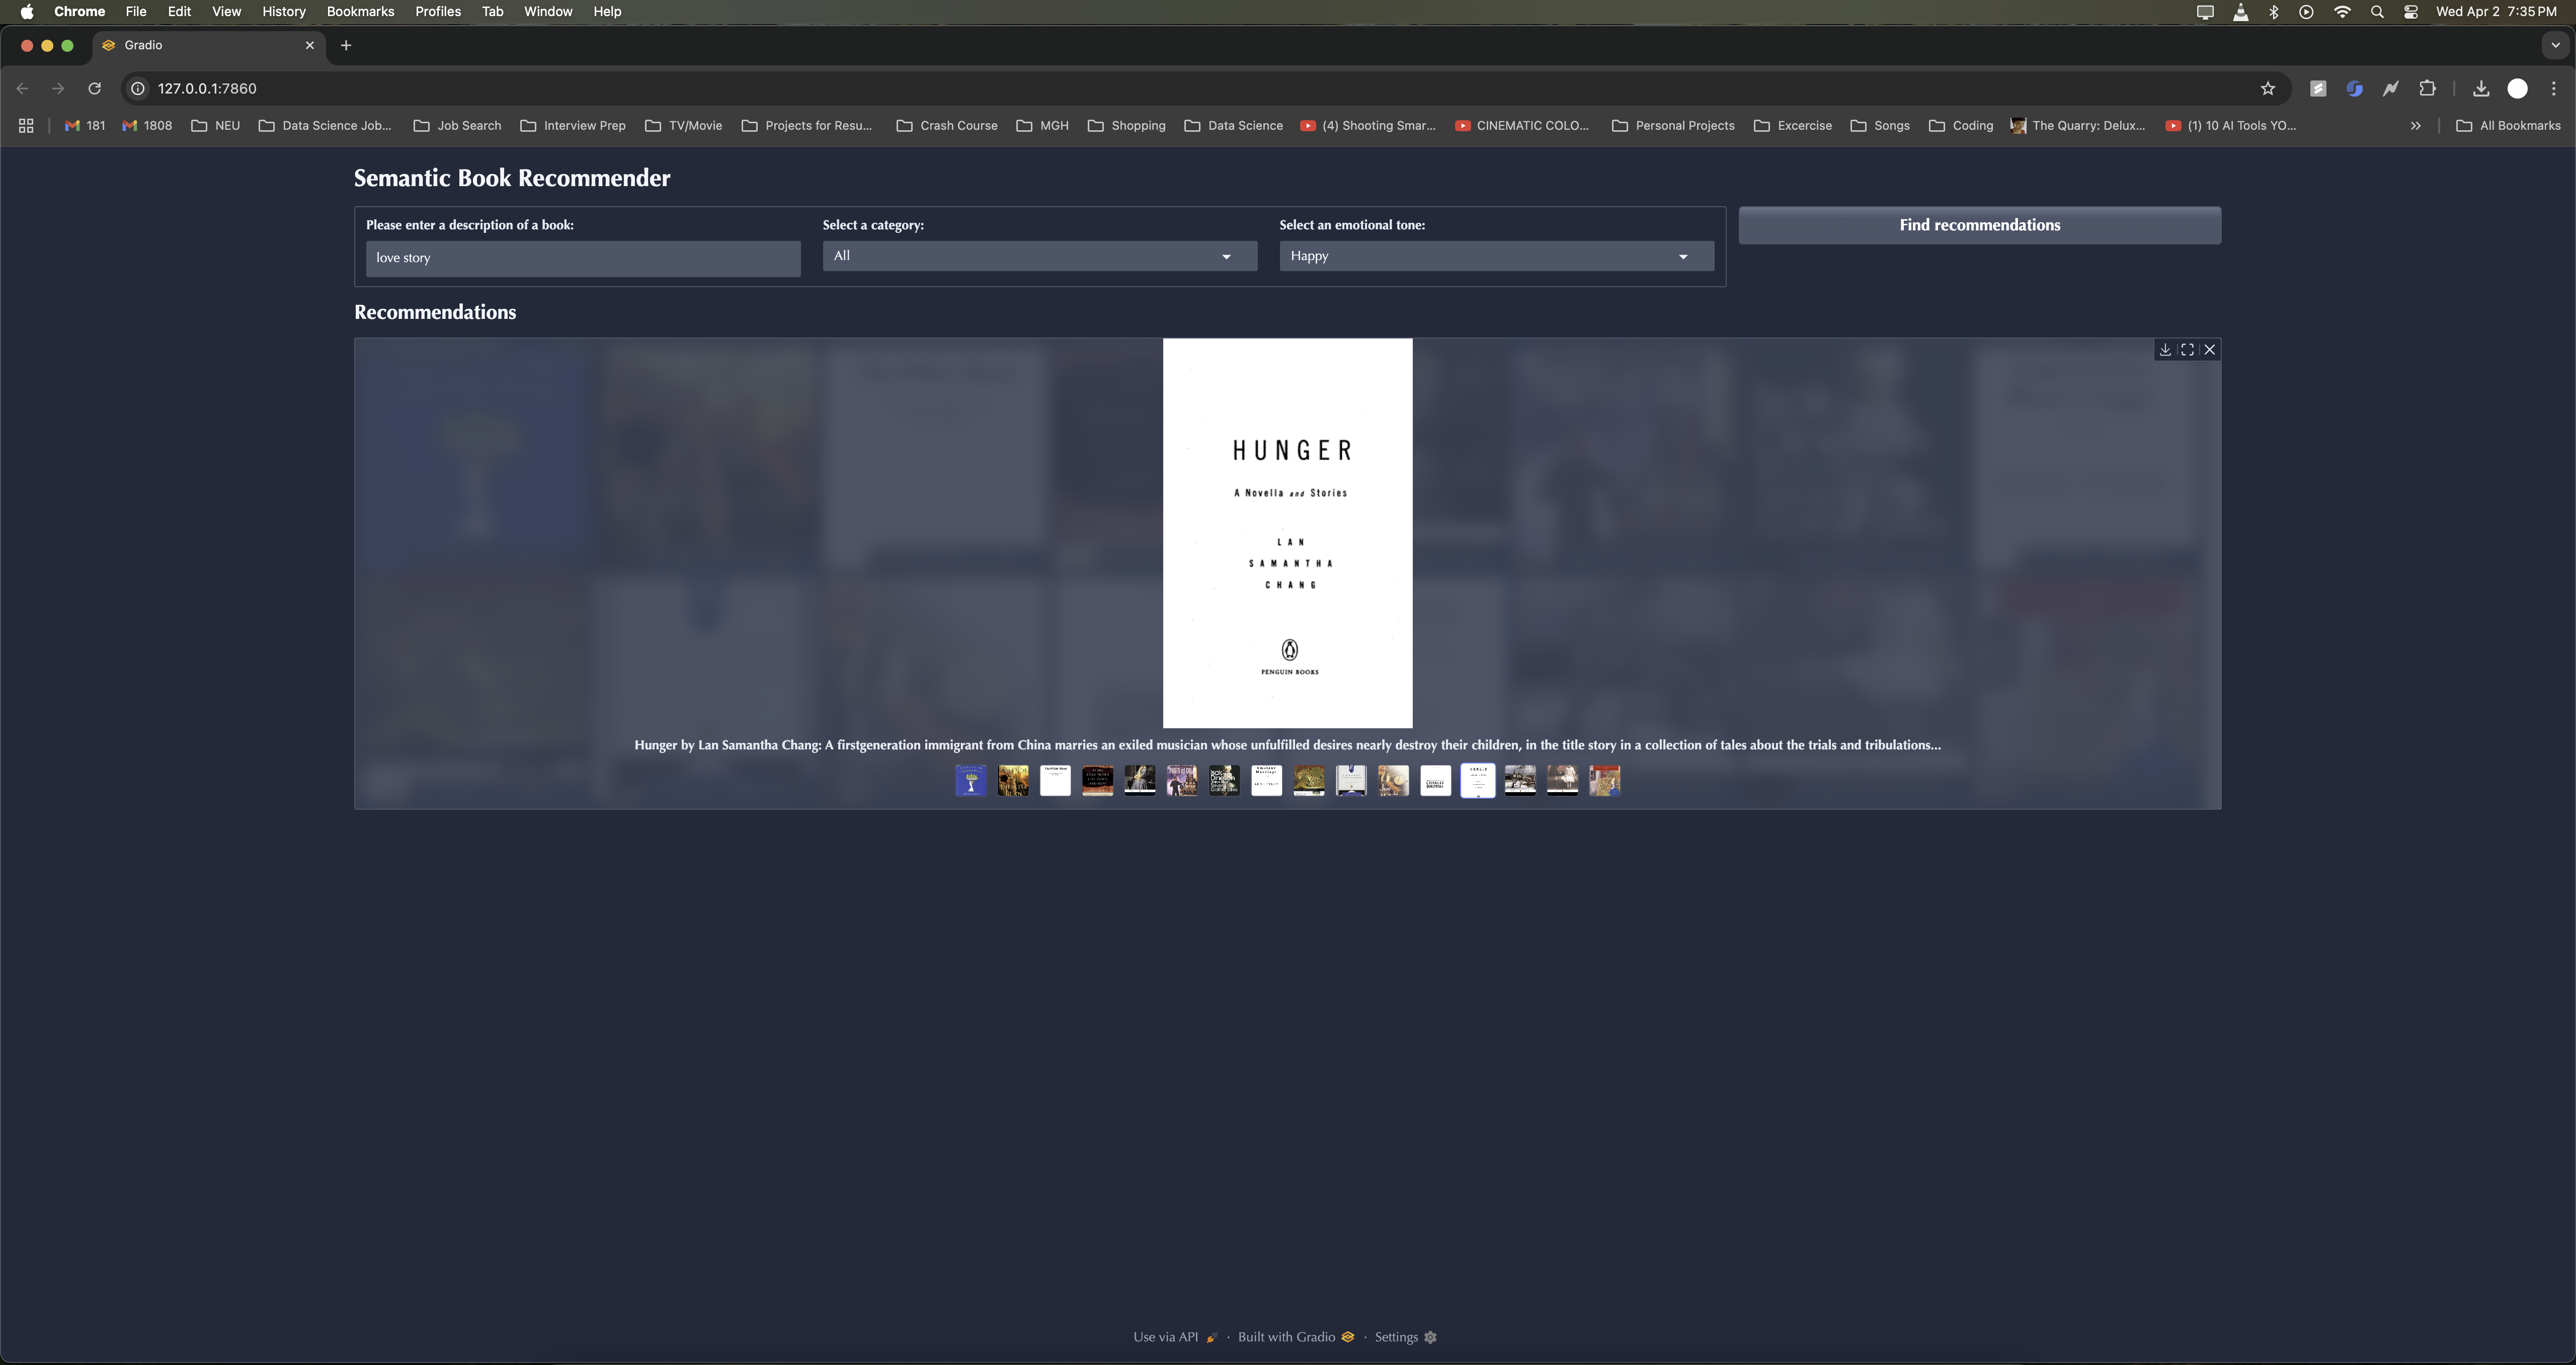 Chrome File Edit View History Bookmarks Profiles Tab Window Help Wed Apr 2 7:35 PM
Gradio
127.0.0.1:7860
181 1808 NEU Data Science Job... Job Search Interview Prep TV/Movie Projects for Resu... Crash Course MGH Shopping Data Science (4) Shooting Smar... CINEMATIC COLO... Personal Projects Excercise Songs Coding The Quarry: Delux... (1) 10 AI Tools YO... » All Bookmarks
Semantic Book Recommender
Please enter a description of a book: Select a category: Select an emotional tone: Find recommendations
love story All Happy
Recommendations
HUNGER
A Novella and Stories
LAN
SAMANTHA
CHANG
PENGUIN BOOKS
Hunger by Lan Samantha Chang: A firstgeneration immigrant from China marries an exiled musician whose unfulfilled desires nearly destroy their children, in the title story in a collection of tales about the trials and tribulations...
Use via API · Built with Gradio · Settings